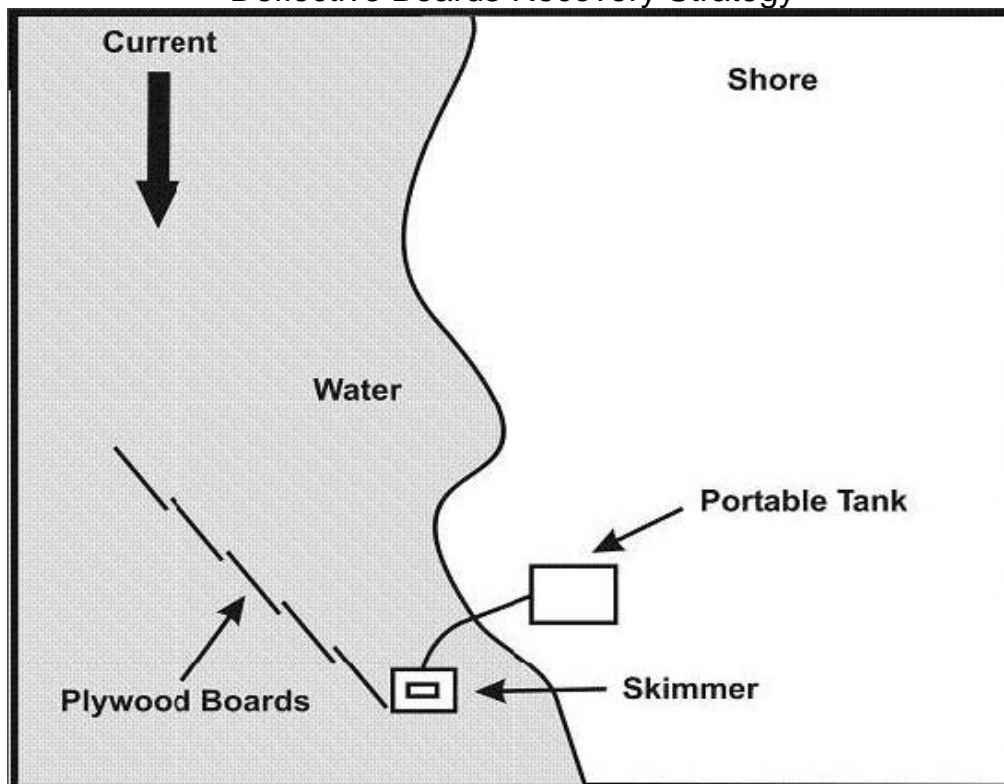 Deflective Boards Recovery Strategy
Current
Shore
Water
Portable Tank
Plywood Boards
Skimmer